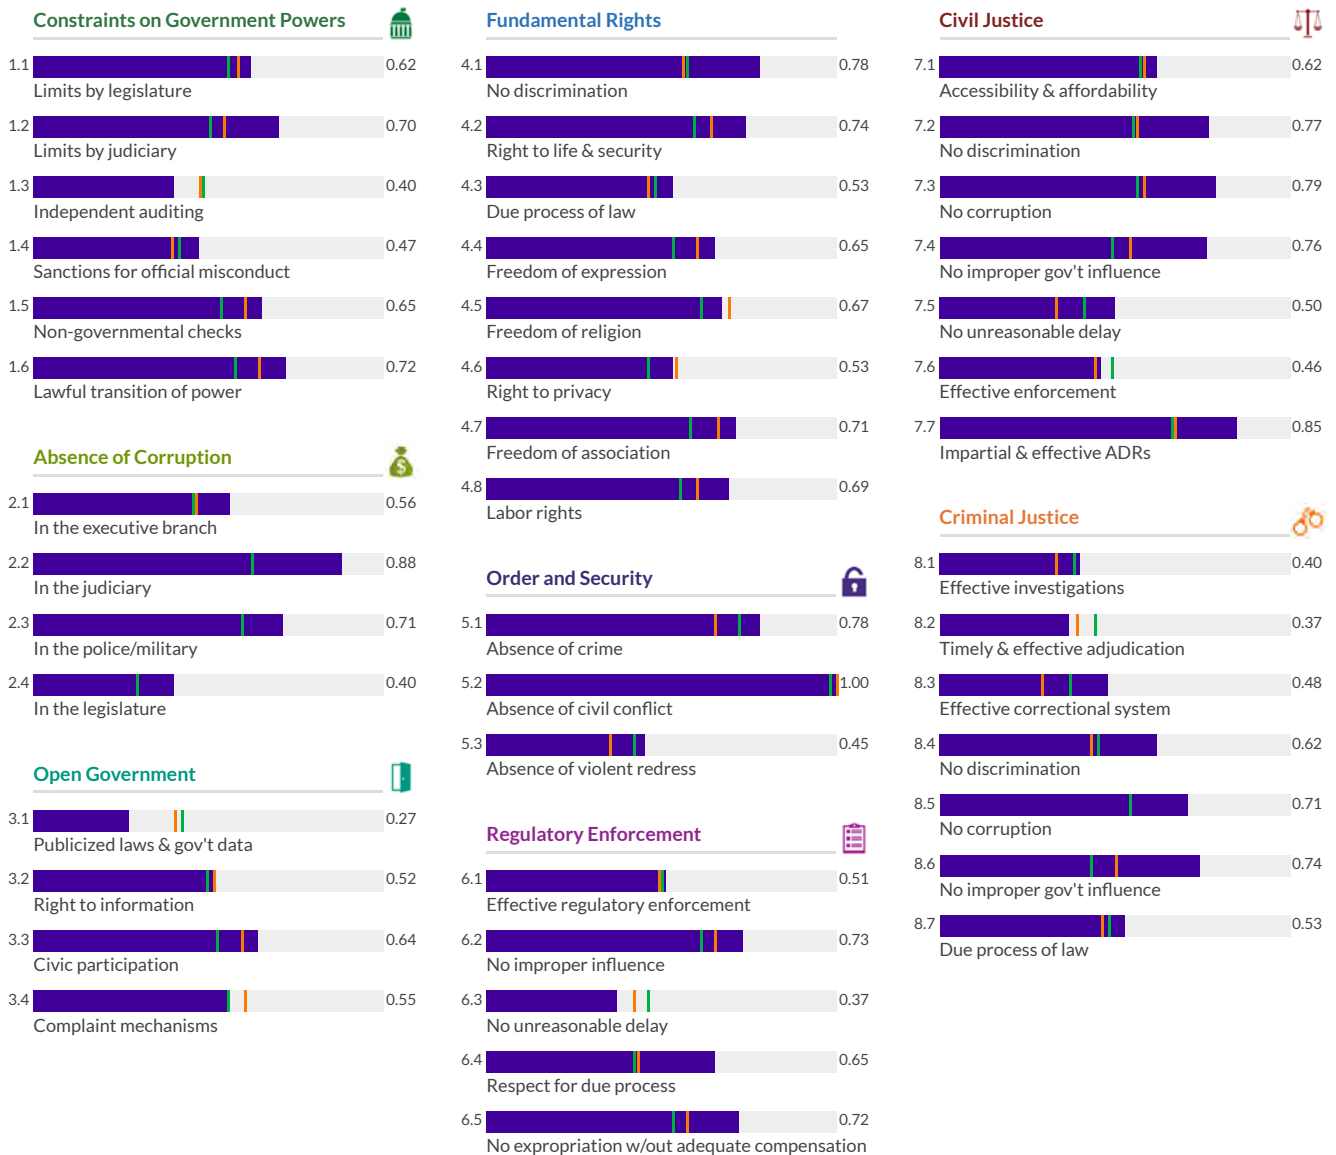 Constraints on Government Powers
1.1 0.62
Limits by legislature
1.2 0.70
Limits by judiciary
1.3 0.40
Independent auditing
1.4 0.47
Sanctions for official misconduct
1.5 0.65
Non-governmental checks
1.6 0.72
Lawful transition of power
Absence of Corruption
$
2.1 0.56
In the executive branch
2.2 0.88
In the judiciary
2.3 0.71
In the police/military
2.4 0.40
In the legislature
Open Government
3.1 0.27
Publicized laws & gov't data
3.2 0.52
Right to information
3.3 0.64
Civic participation
3.4 0.55
Complaint mechanisms
Fundamental Rights
4.1 0.78
No discrimination
4.2 0.74
Right to life & security
4.3 0.53
Due process of law
4.4 0.65
Freedom of expression
4.5 0.67
Freedom of religion
4.6 0.53
Right to privacy
4.7 0.71
Freedom of association
4.8 0.69
Labor rights
Order and Security
5.1 0.78
Absence of crime
5.2 1.00
Absence of civil conflict
5.3 0.45
Absence of violent redress
Regulatory Enforcement
6.1 0.51
Effective regulatory enforcement
6.2 0.73
No improper influence
6.3 0.37
No unreasonable delay
6.4 0.65
Respect for due process
6.5 0.72
No expropriation w/out adequate compensation
Civil Justice
7.1 0.62
Accessibility & affordability
7.2 0.77
No discrimination
7.3 0.79
No corruption
7.4 0.76
No improper gov't influence
7.5 0.50
No unreasonable delay
7.6 0.46
Effective enforcement
7.7 0.85
Impartial & effective ADRs
Criminal Justice
8.1 0.40
Effective investigations
8.2 0.37
Timely & effective adjudication
8.3 0.48
Effective correctional system
8.4 0.62
No discrimination
8.5 0.71
No corruption
8.6 0.74
No improper gov't influence
8.7 0.53
Due process of law